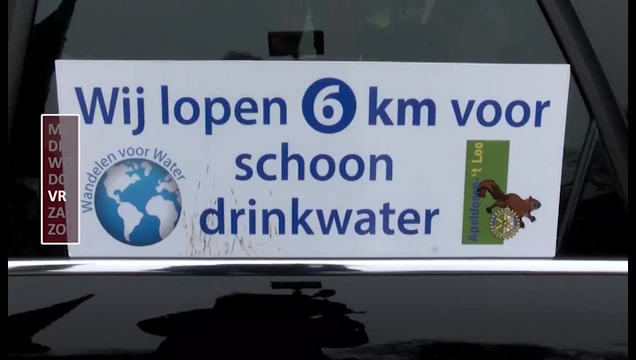 Wij lopen 6 km voor
schoon
drinkwater
Wandelen voor Water
Apeldoorn 't Loo
MA
DI
WO
DO
VR
ZA
ZO